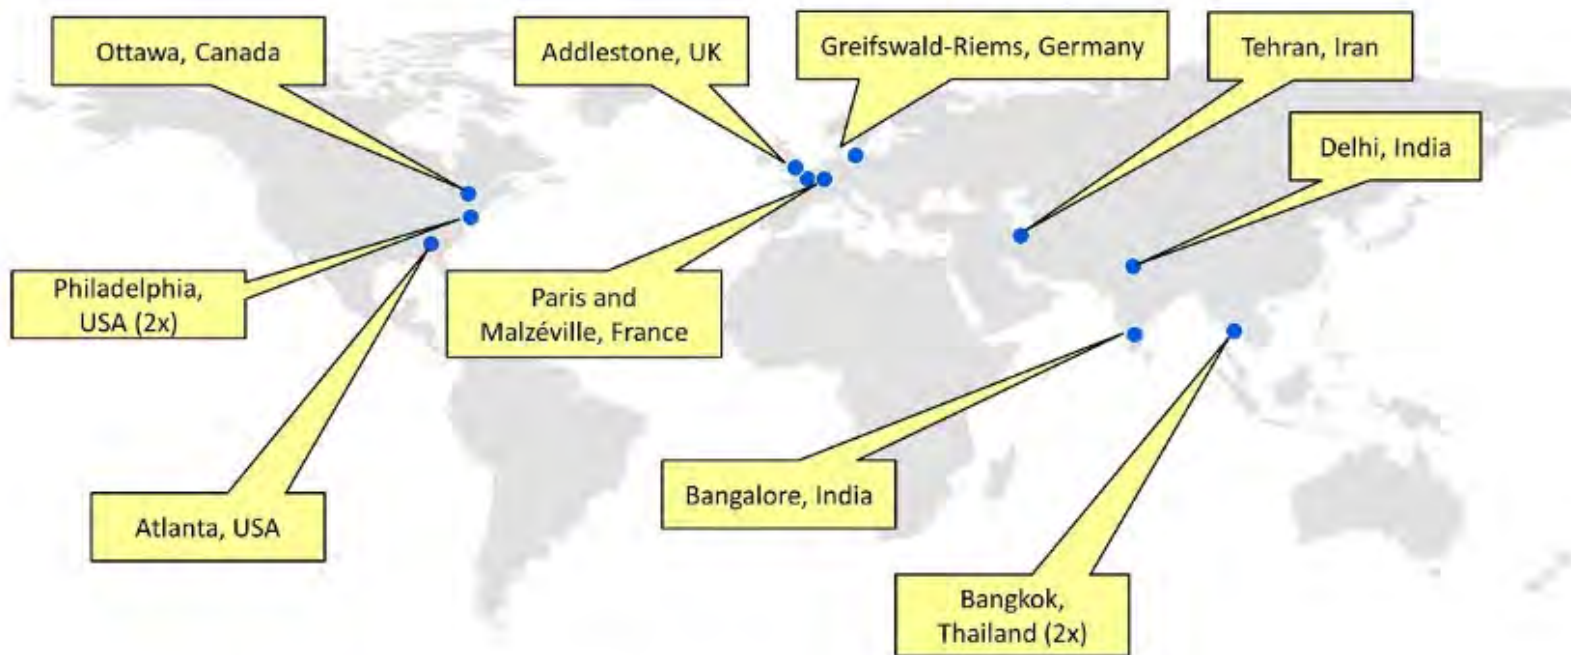 Ottawa, Canada
Addlestone, UK
Greifswald-Riems, Germany
Tehran, Iran
Delhi, India
Philadelphia,
USA (2x)
Paris and
Malzéville, France
Atlanta, USA
Bangalore, India
Bangkok,
Thailand (2x)